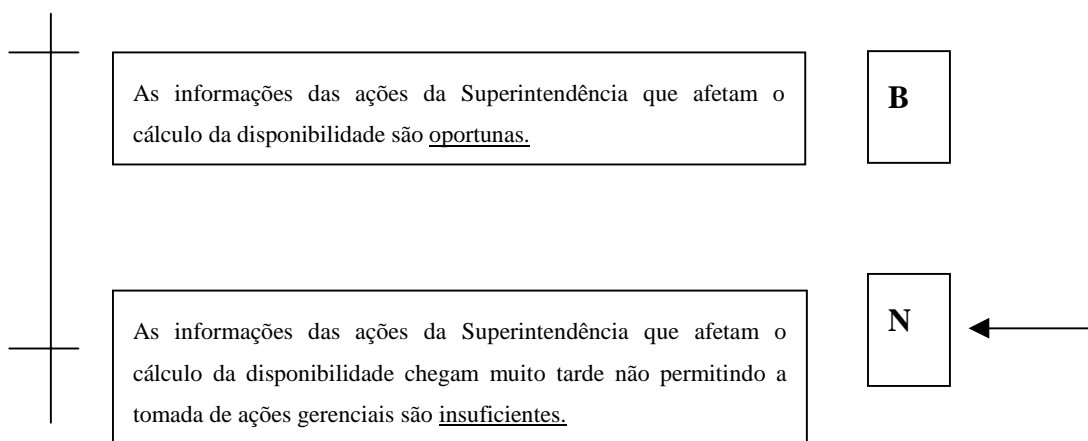 As informações das ações da Superintendência que afetam o
cálculo da disponibilidade são oportunas.
B
As informações das ações da Superintendência que afetam o
cálculo da disponibilidade chegam muito tarde não permitindo a
tomada de ações gerenciais são insuficientes.
N